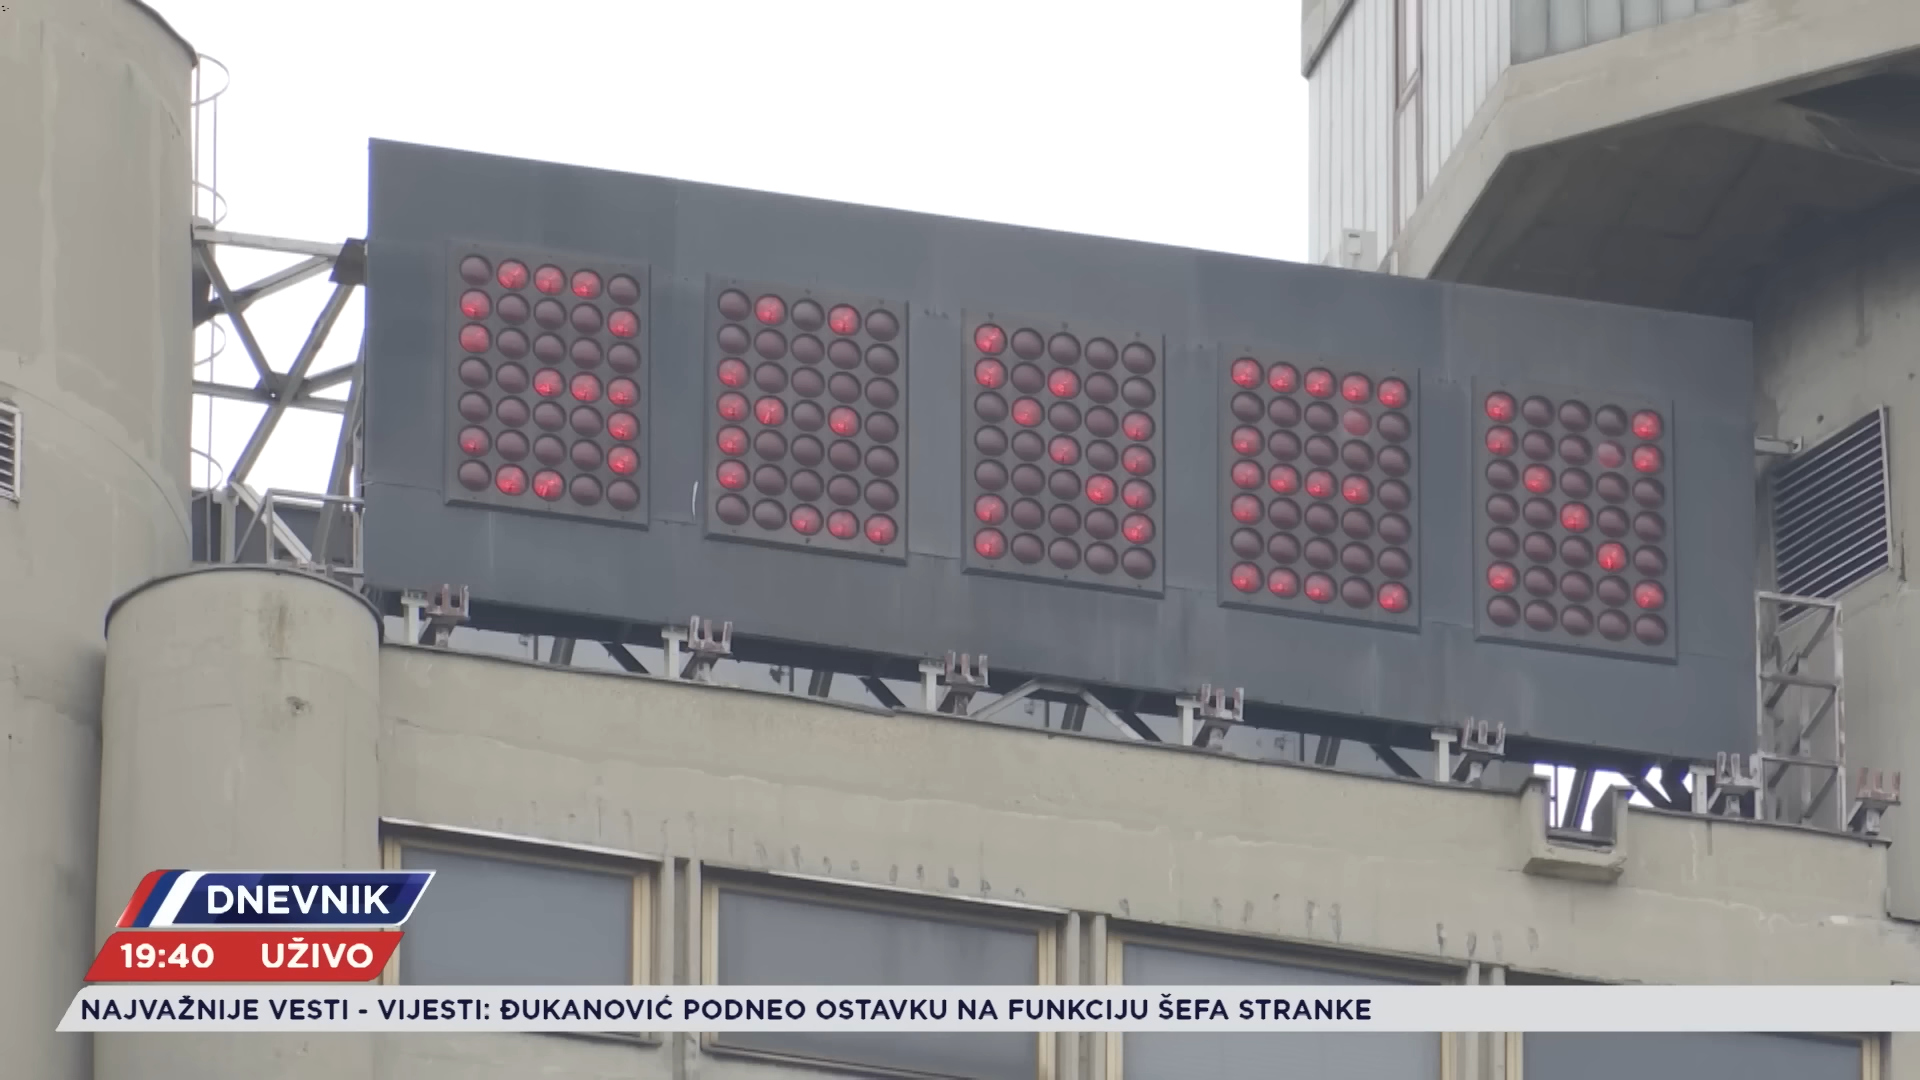 DNEVNIK
19:40 UŽIVO
NAJVAŽNIJE VESTI - VIJESTI: ĐUKANOVIĆ PODNEO OSTAVKU NA FUNKCIJU ŠEFA STRANKE